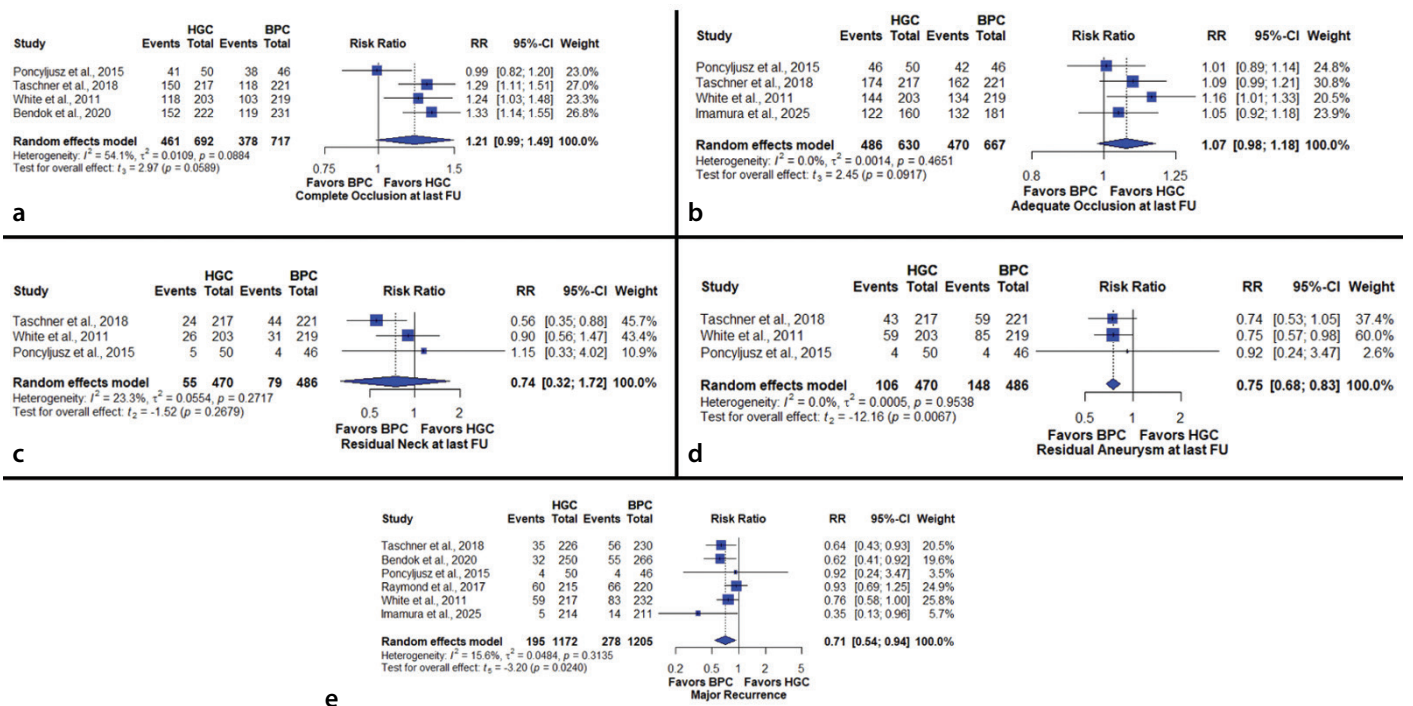 HGC BPC
Study Events Total Events Total Risk Ratio RR 95%-CI Weight
Poncyljusz et al., 2015 41 50 38 46 0.99 [0.82; 1.20] 23.0%
Taschner et al., 2018 150 217 118 221 1.29 [1.11; 1.51] 27.0%
White et al., 2011 118 203 103 219 1.24 [1.03; 1.48] 23.3%
Bendok et al., 2020 152 222 119 231 1.33 [1.14; 1.55] 26.8%
Random effects model 461 692 378 717 1.21 [0.99; 1.49] 100.0%
Heterogeneity: I² = 54.1%, τ² = 0.0109, p = 0.0884
Test for overall effect: t₃ = 2.97 (p = 0.0589)
0.75 1 1.5
Favors BPC Favors HGC
Complete Occlusion at last FU
a
HGC BPC
Study Events Total Events Total Risk Ratio RR 95%-CI Weight
Poncyljusz et al., 2015 46 50 42 46 1.01 [0.89; 1.14] 24.8%
Taschner et al., 2018 174 217 162 221 1.09 [0.99; 1.21] 30.8%
White et al., 2011 144 203 134 219 1.16 [1.01; 1.33] 20.5%
Imamura et al., 2025 122 160 132 181 1.05 [0.92; 1.18] 23.9%
Random effects model 486 630 470 667 1.07 [0.98; 1.18] 100.0%
Heterogeneity: I² = 0.0%, τ² = 0.0014, p = 0.4651
Test for overall effect: t₃ = 2.45 (p = 0.0917)
0.8 1 1.25
Favors BPC Favors HGC
Adequate Occlusion at last FU
b
HGC BPC
Study Events Total Events Total Risk Ratio RR 95%-CI Weight
Taschner et al., 2018 24 217 44 221 0.56 [0.35; 0.88] 45.7%
White et al., 2011 26 203 31 219 0.90 [0.56; 1.47] 43.4%
Poncyljusz et al., 2015 5 50 4 46 1.15 [0.33; 4.02] 10.9%
Random effects model 55 470 79 486 0.74 [0.32; 1.72] 100.0%
Heterogeneity: I² = 23.3%, τ² = 0.0554, p = 0.2717
Test for overall effect: t₂ = -1.52 (p = 0.2679)
0.5 1 2
Favors BPC Favors HGC
Residual Neck at last FU
c
HGC BPC
Study Events Total Events Total Risk Ratio RR 95%-CI Weight
Taschner et al., 2018 43 217 59 221 0.74 [0.53; 1.05] 37.4%
White et al., 2011 59 203 85 219 0.75 [0.57; 0.98] 60.0%
Poncyljusz et al., 2015 4 50 4 46 0.92 [0.24; 3.47] 2.6%
Random effects model 106 470 148 486 0.75 [0.68; 0.83] 100.0%
Heterogeneity: I² = 0.0%, τ² = 0.0005, p = 0.9538
Test for overall effect: t₂ = -12.16 (p = 0.0067)
0.5 1 2
Favors BPC Favors HGC
Residual Aneurysm at last FU
d
HGC BPC
Study Events Total Events Total Risk Ratio RR 95%-CI Weight
Taschner et al., 2018 35 226 56 230 0.64 [0.43; 0.93] 20.5%
Bendok et al., 2020 32 250 55 266 0.62 [0.41; 0.92] 19.6%
Poncyljusz et al., 2015 4 50 4 46 0.92 [0.24; 3.47] 3.5%
Raymond et al., 2017 60 215 66 220 0.93 [0.69; 1.25] 24.9%
White et al., 2011 59 217 83 232 0.76 [0.58; 1.00] 25.8%
Imamura et al., 2025 5 214 14 211 0.35 [0.13; 0.96] 5.7%
Random effects model 195 1172 278 1205 0.71 [0.54; 0.94] 100.0%
Heterogeneity: I² = 15.6%, τ² = 0.0484, p = 0.3135
Test for overall effect: t₅ = -3.20 (p = 0.0240)
0.2 0.5 1 2 5
Favors BPC Favors HGC
Major Recurrence
e